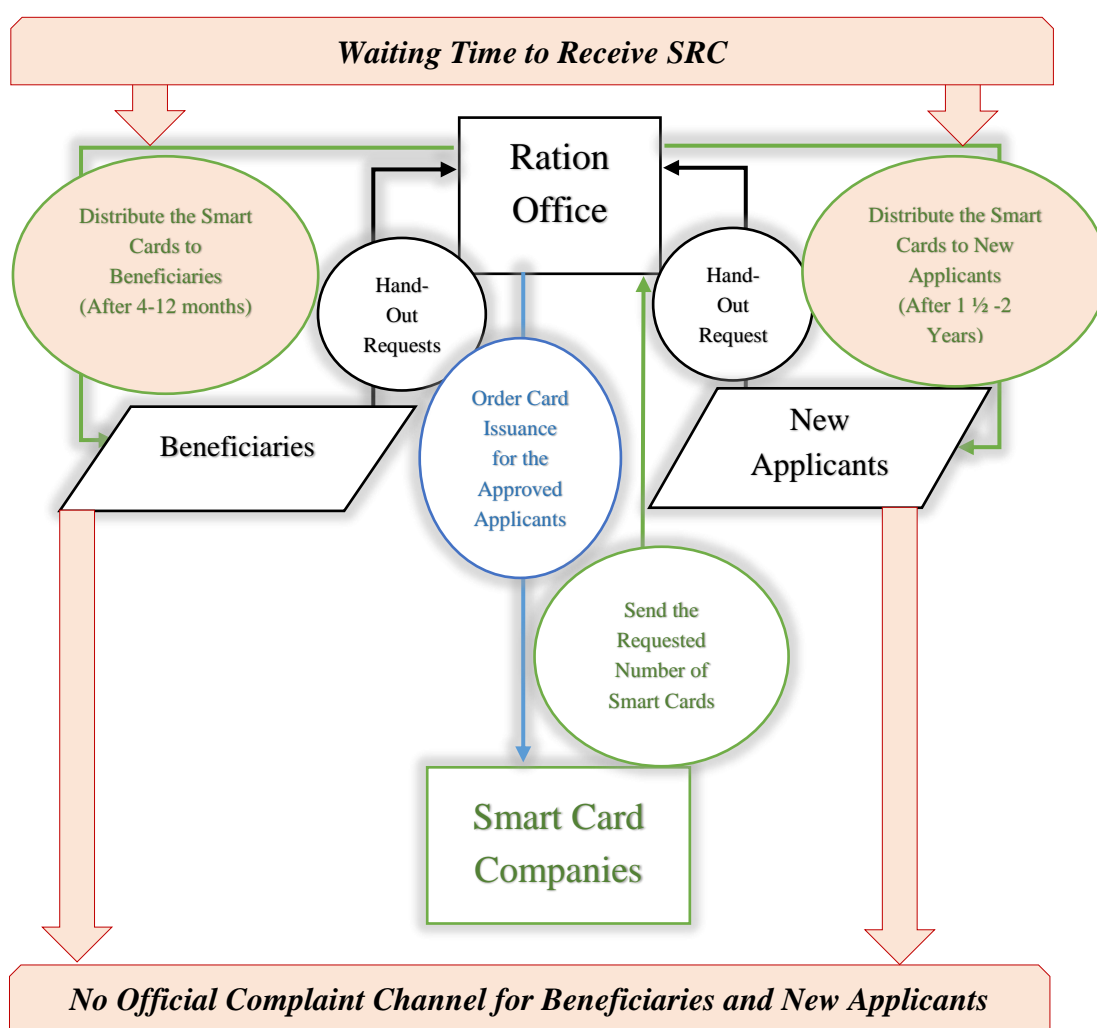 Waiting Time to Receive SRC
Ration
Office
Distribute the Smart
Cards to
Beneficiaries
(After 4-12 months)
Hand-
Out
Requests
Hand-
Out
Request
Distribute the Smart
Cards to New
Applicants
(After 1 ½ -2
Years)
Order Card
Issuance
for the
Approved
Applicants
Beneficiaries
New
Applicants
Send the
Requested
Number of
Smart Cards
Smart Card
Companies
No Official Complaint Channel for Beneficiaries and New Applicants